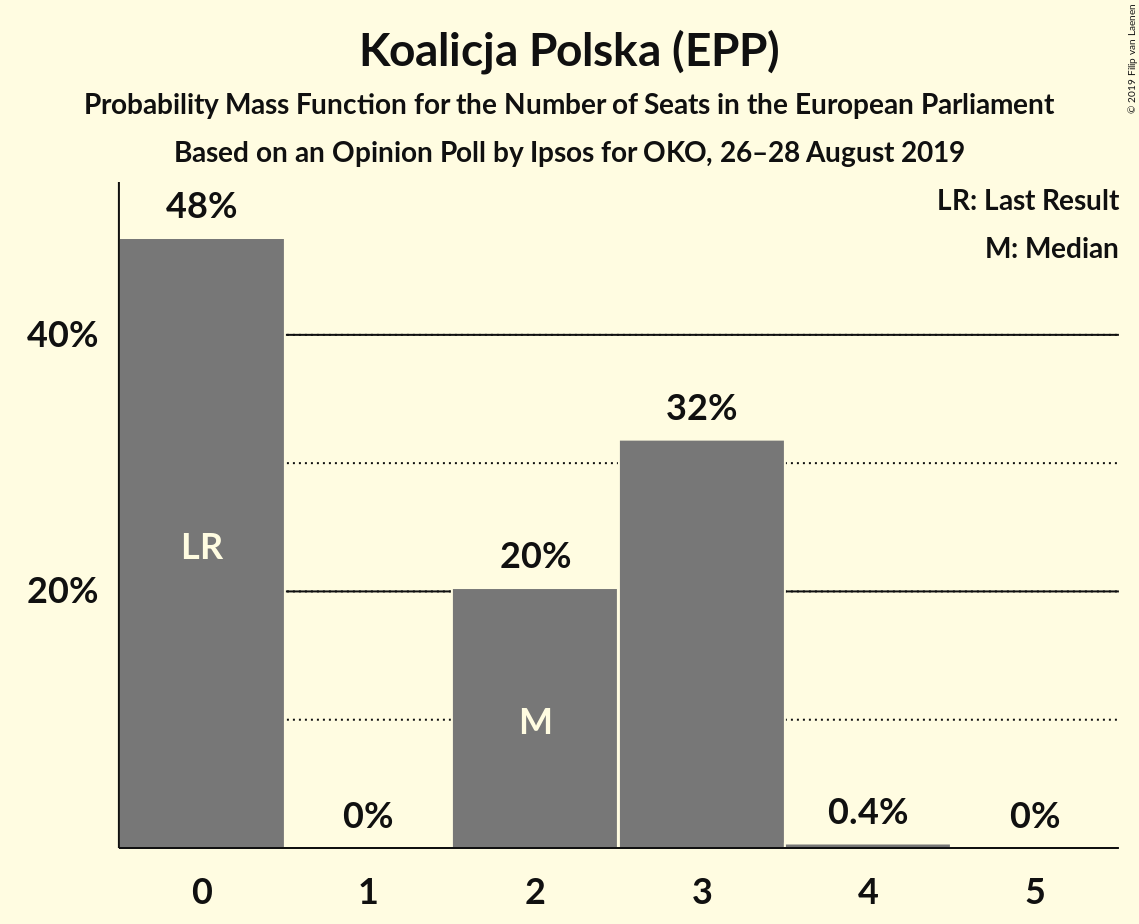 Koalicja Polska (EPP)
Probability Mass Function for the Number of Seats in the European Parliament
Based on an Opinion Poll by Ipsos for OKO, 26–28 August 2019
© 2019 Filip van Laenen
LR: Last Result
M: Median
48%
40%
32%
20%
20%
LR
M
0%
0.4%
0%
0 1 2 3 4 5